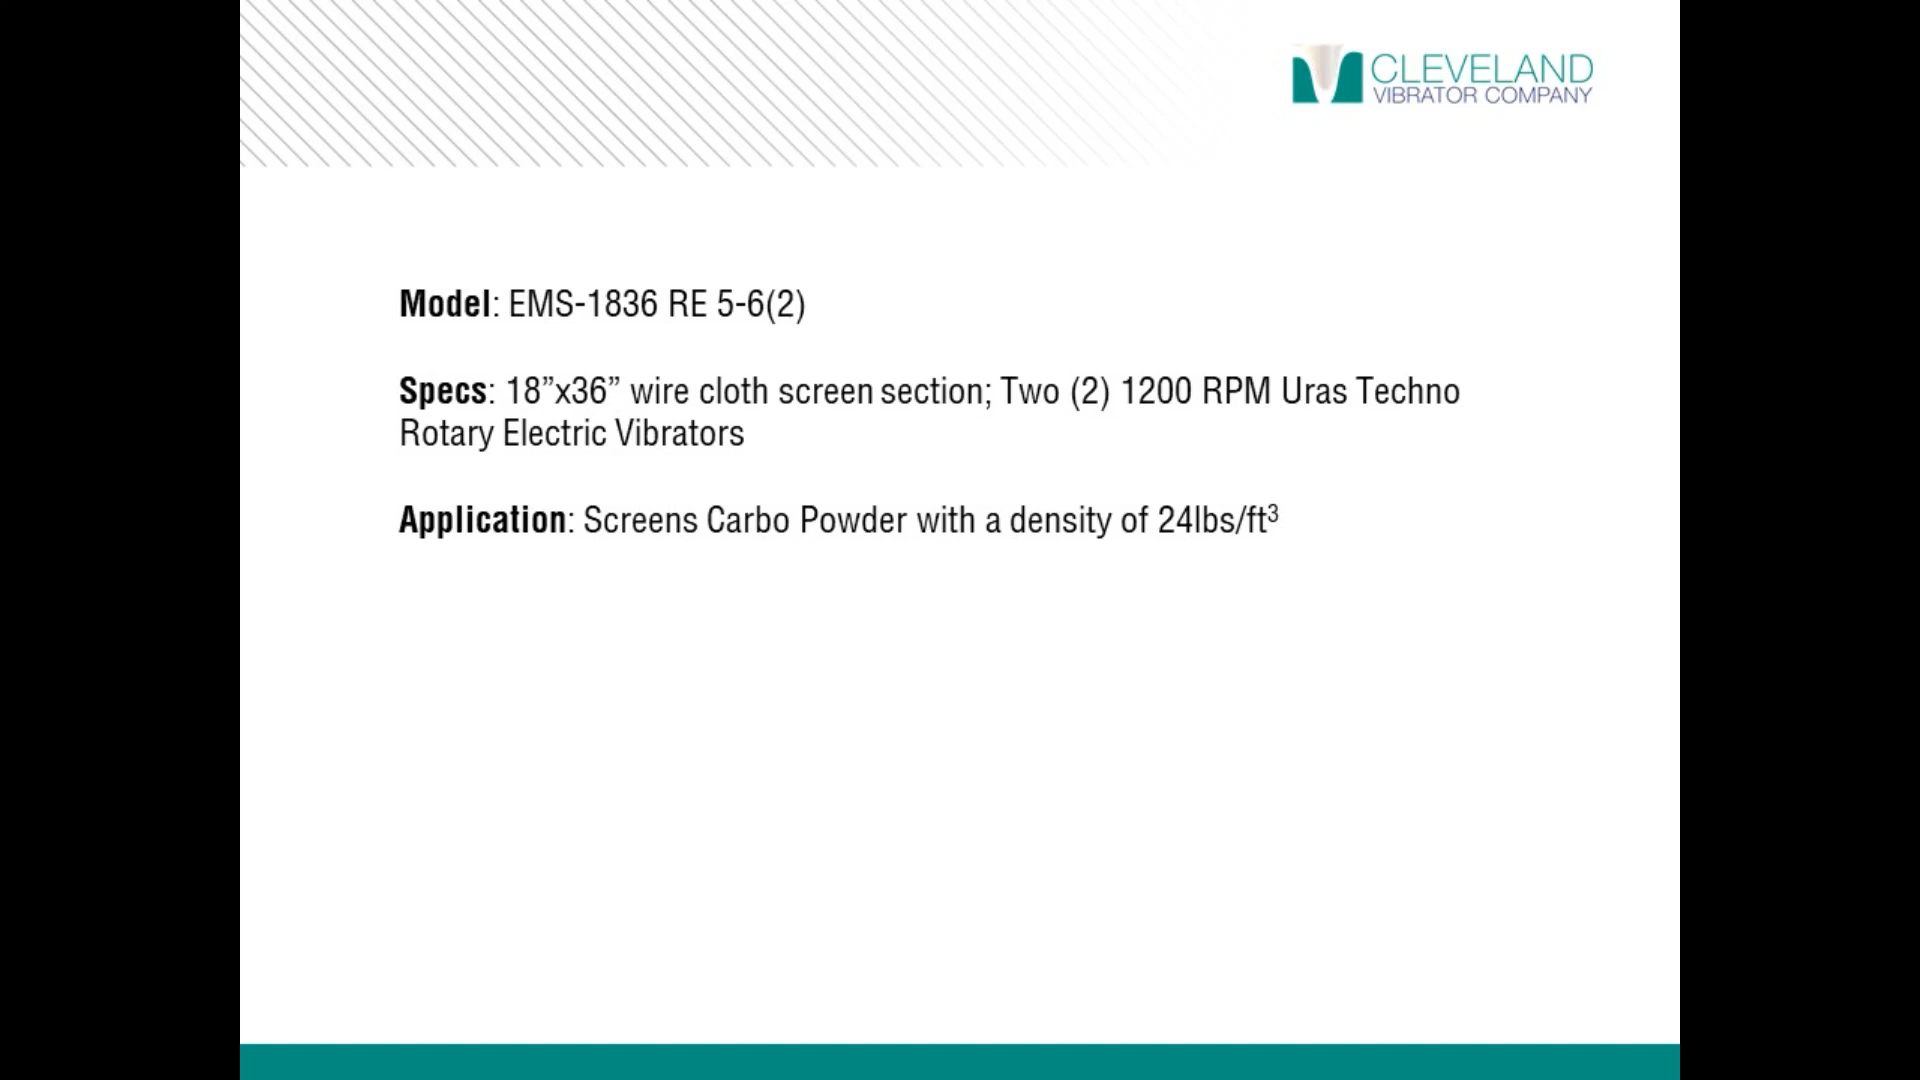 CLEVELAND
VIBRATOR COMPANY
Model: EMS-1836 RE 5-6(2)
Specs: 18”x36” wire cloth screen section; Two (2) 1200 RPM Uras Techno
Rotary Electric Vibrators
Application: Screens Carbo Powder with a density of 24lbs/ft³